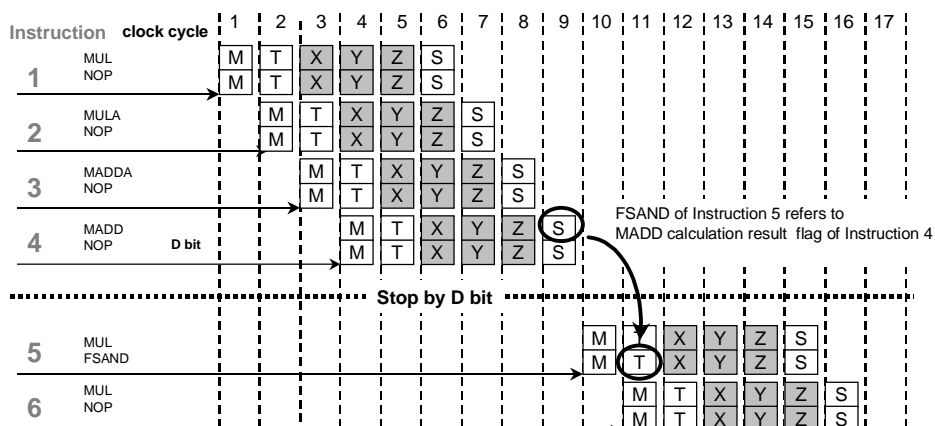 1 2 3 4 5 6 7 8 9 10 11 12 13 14 15 16 17
Instruction clock cycle
1 MUL M T X Y Z S
NOP M T X Y Z S
2 MULA M T X Y Z S
NOP M T X Y Z S
3 MADDA M T X Y Z S
NOP M T X Y Z S
FSAND of Instruction 5 refers to
MADD calculation result flag of Instruction 4
4 MADD M T X Y Z S
NOP D bit M T X Y Z S
Stop by D bit
5 MUL M X Y Z S
FSAND M T X Y Z S
6 MUL M T X Y Z S
NOP M T X Y Z S